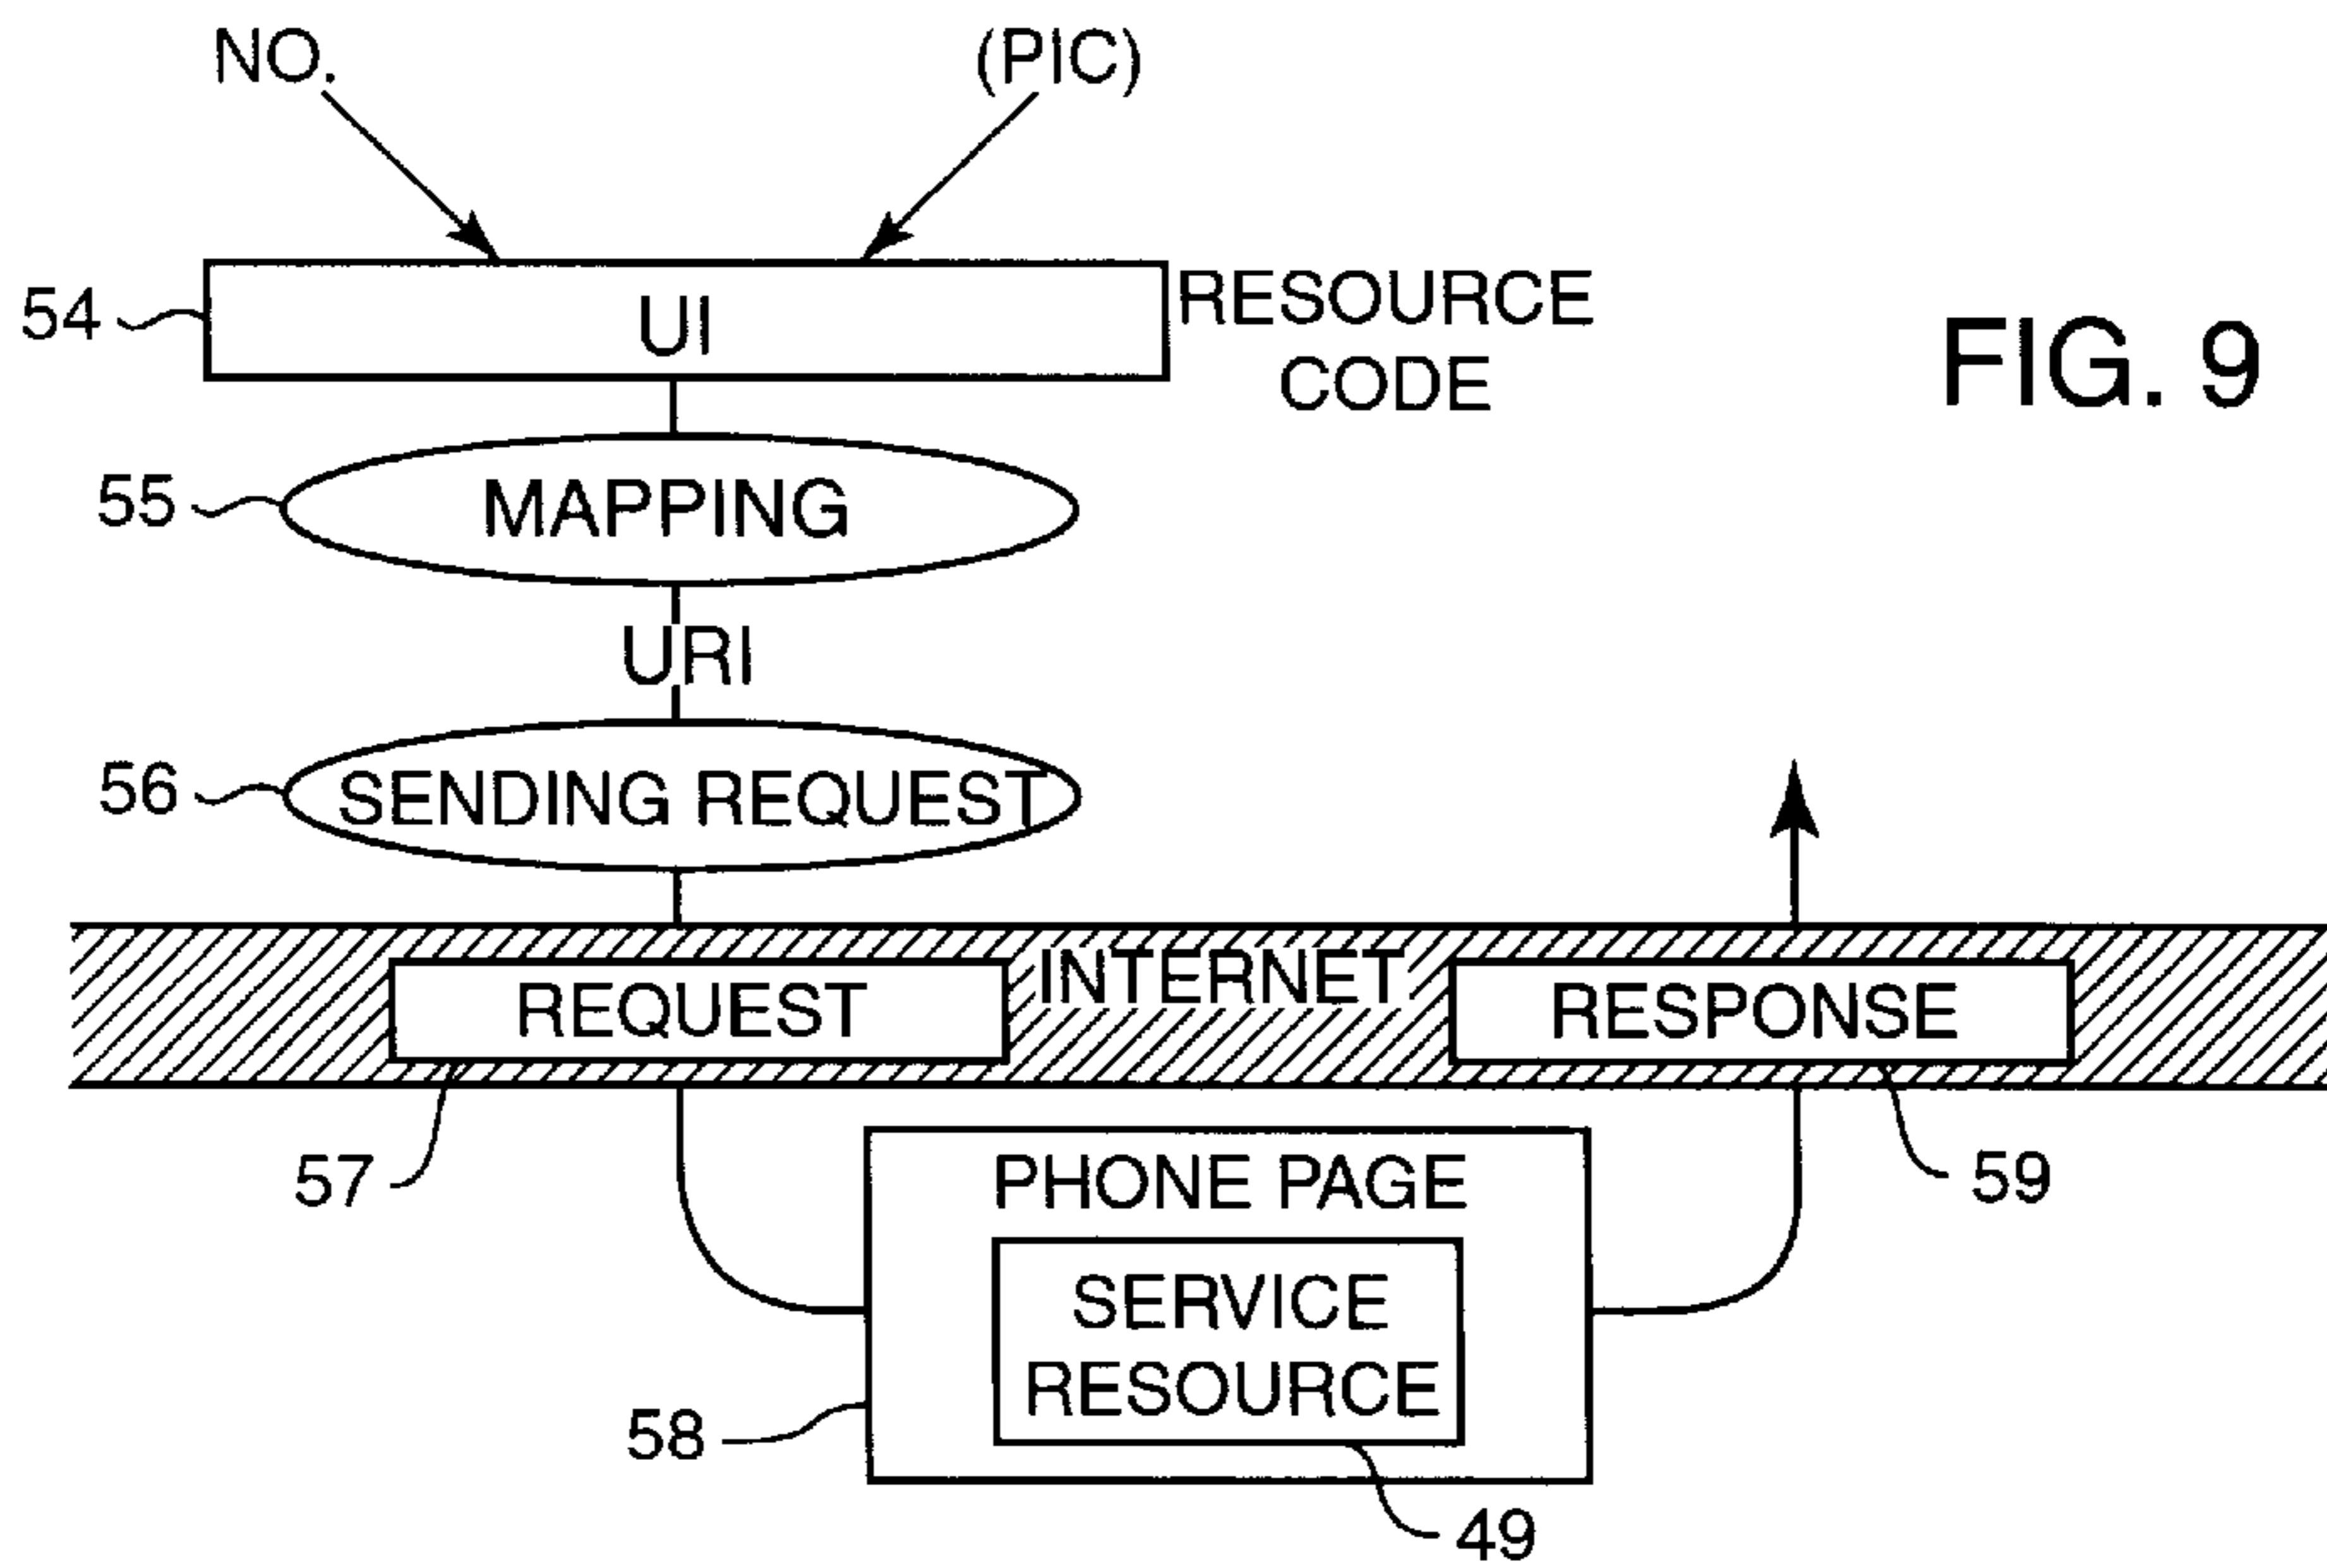 NO.
(PIC)
54
UI
RESOURCE
CODE
FIG. 9
55
MAPPING
URI
56
SENDING REQUEST
INTERNET
REQUEST
RESPONSE
57
PHONE PAGE
59
SERVICE
RESOURCE
58
49